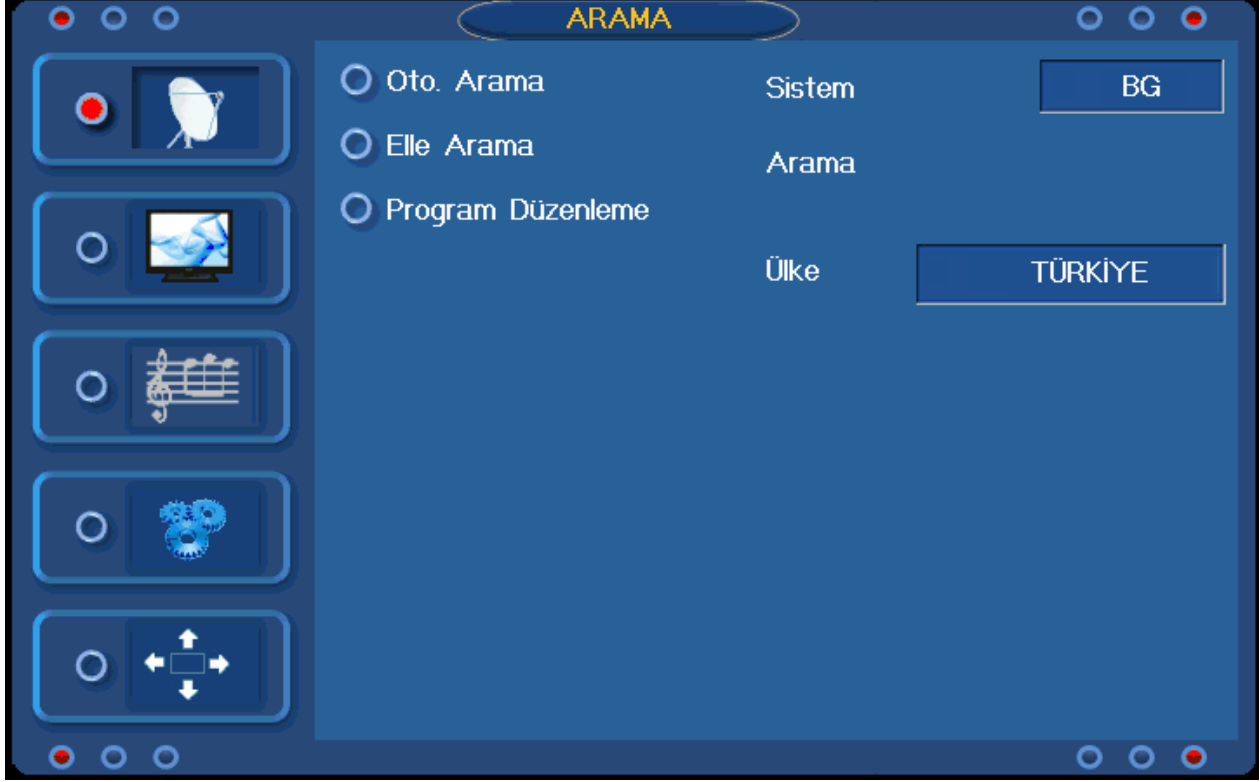 ARAMA
Oto. Arama
Elle Arama
Program Düzenleme
Sistem BG
Arama
Ülke TÜRKİYE